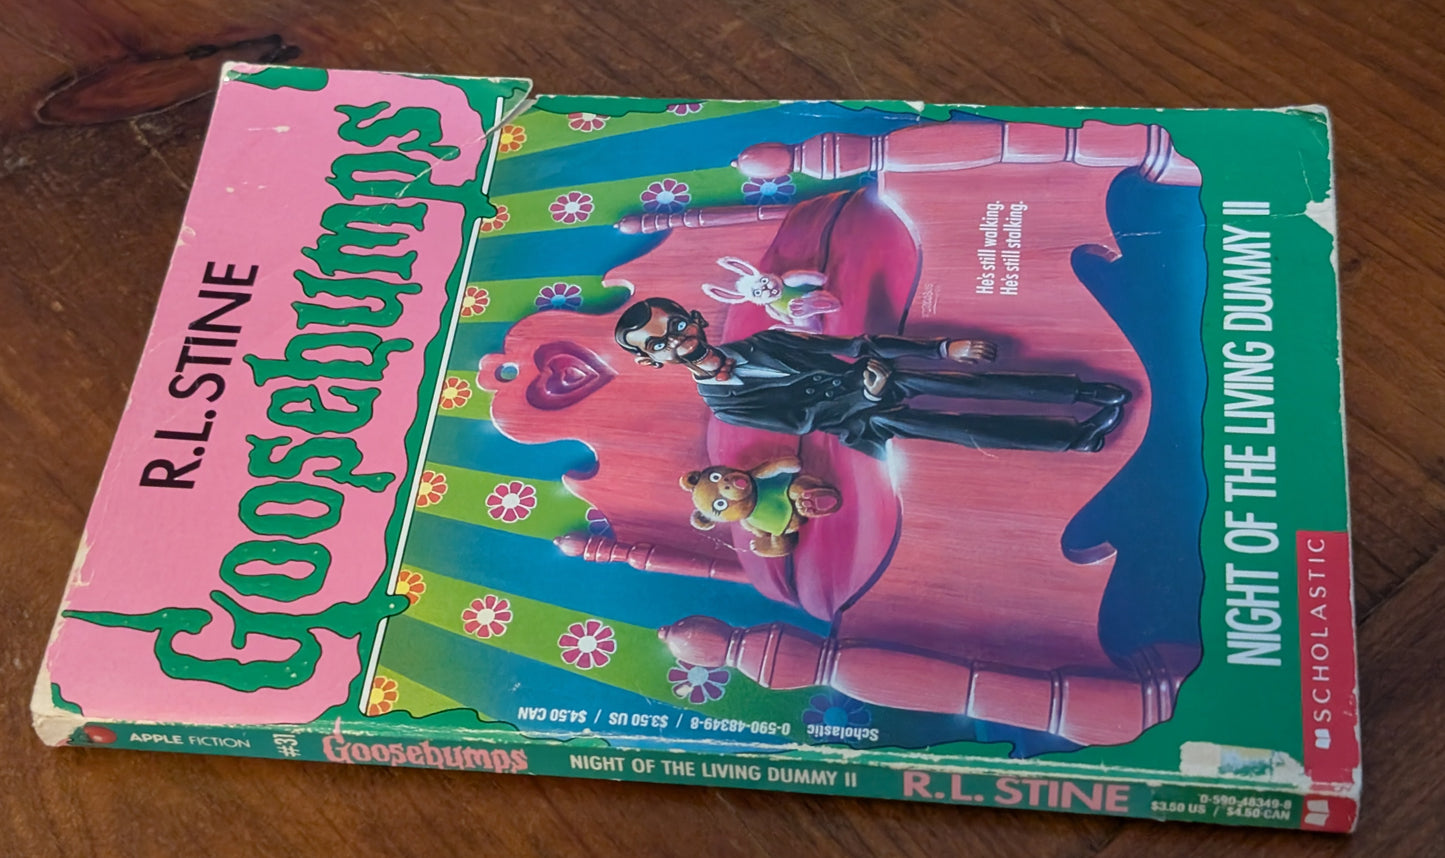 R.L. STINE
Goosebumps
He's still walking.
He's still stalking.
NIGHT OF THE LIVING DUMMY II
SCHOLASTIC
Scholastic 0-590-48349-8 / $3.50 US / $4.50 CAN
APPLE FICTION
#31
Goosebumps
NIGHT OF THE LIVING DUMMY II
R.L. STINE
0-590-48349-8
$3.50 US / $4.50 CAN